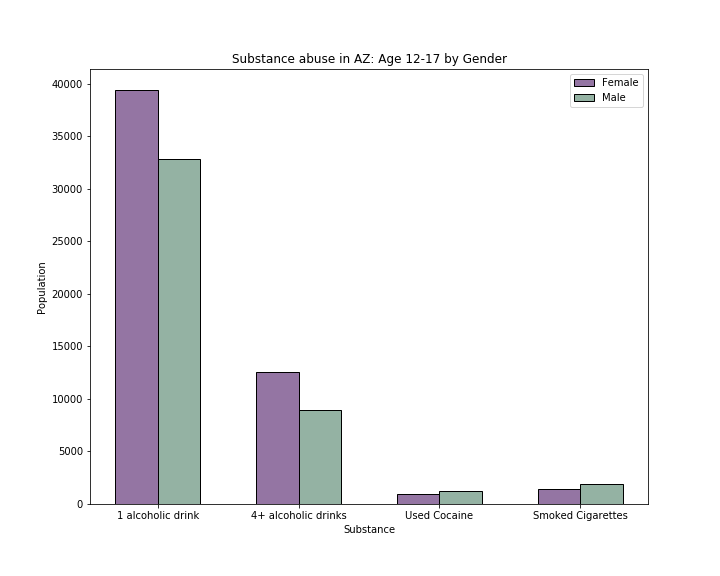 Substance abuse in AZ: Age 12-17 by Gender
Female
Male
40000
35000
30000
25000
20000
15000
10000
5000
0
Population
1 alcoholic drink
4+ alcoholic drinks
Used Cocaine
Smoked Cigarettes
Substance